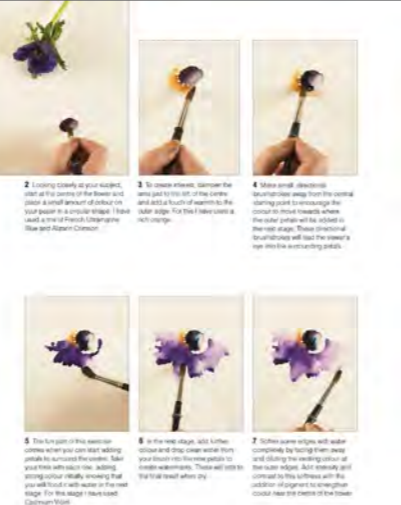 2 Looking closely at your subject,
start at the centre of the flower and
place a small amount of colour on
your paper in a circular shape. I have
used a mix of French Ultramarine
Blue and Alizarin Crimson.
3 To create interest, dampen the
area just to the left of the centre
and add a touch of warmth to the
outer edge. For this I have used a
rich orange.
4 Make small, directional
brushstrokes away from the central
starting point to encourage the
colour to move towards where
the outer petals will be added in
the next stage. These directional
brushstrokes will lead the viewer's
eye into the surrounding petals.
5 The fun part of this exercise
comes when you can start adding
petals to surround the centre. Take
your time with each one, adding
strong colour initially knowing that
you will flood it with water in the next
stage. For this stage I have used
Violet.
6 In the next stage, add further
colour and drop clean water from
your brush into the new petals to
create watermarks. These will add to
the final result when dry.
7 Soften some edges with water
completely by fading them away
and diluting the existing colour at
the outer edges. Add intensity and
contrast to this softness with the
addition of pigment to strengthen
colour near the centre of the flower.